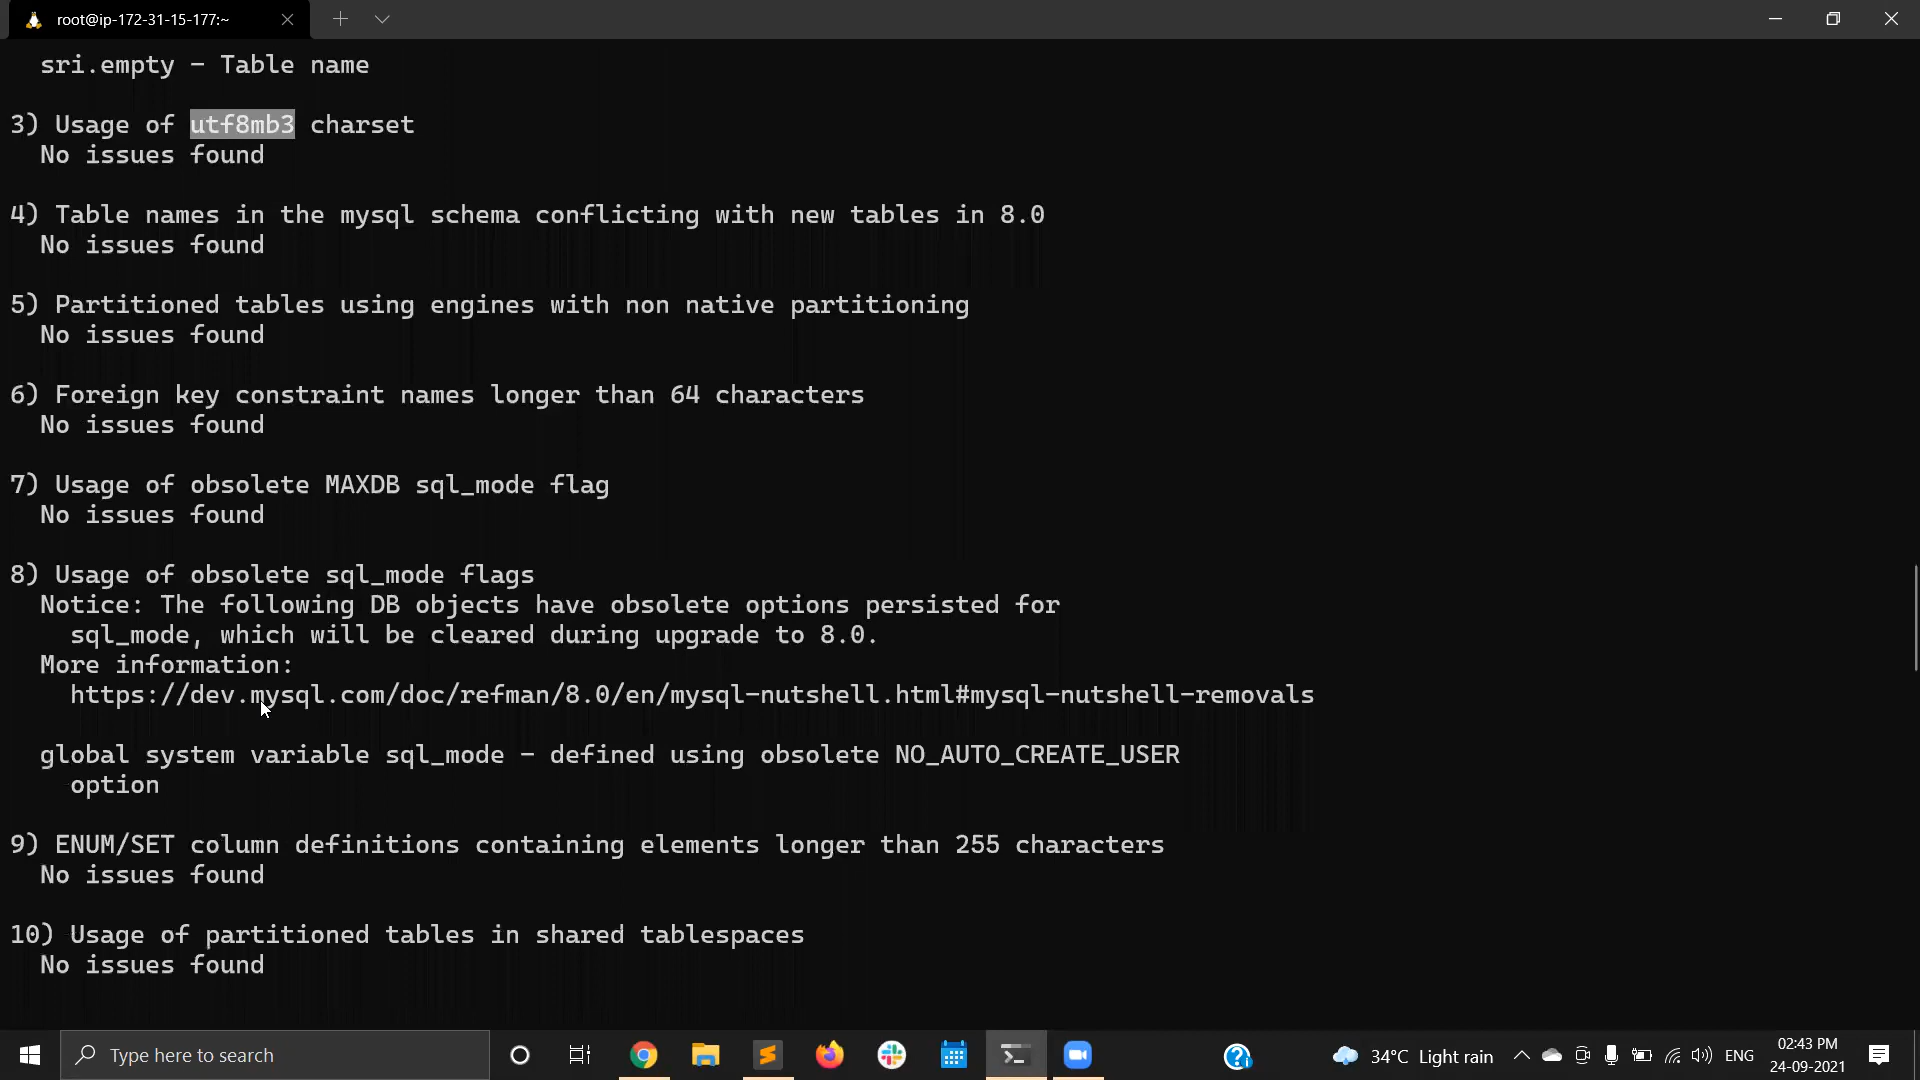 root@ip-172-31-15-177:~
sri.empty - Table name
3) Usage of utf8mb3 charset
No issues found
4) Table names in the mysql schema conflicting with new tables in 8.0
No issues found
5) Partitioned tables using engines with non native partitioning
No issues found
6) Foreign key constraint names longer than 64 characters
No issues found
7) Usage of obsolete MAXDB sql_mode flag
No issues found
8) Usage of obsolete sql_mode flags
Notice: The following DB objects have obsolete options persisted for
sql_mode, which will be cleared during upgrade to 8.0.
More information:
https://dev.mysql.com/doc/refman/8.0/en/mysql-nutshell.html#mysql-nutshell-removals
global system variable sql_mode - defined using obsolete NO_AUTO_CREATE_USER
option
9) ENUM/SET column definitions containing elements longer than 255 characters
No issues found
10) Usage of partitioned tables in shared tablespaces
No issues found
Type here to search
34°C Light rain
ENG
02:43 PM
24-09-2021